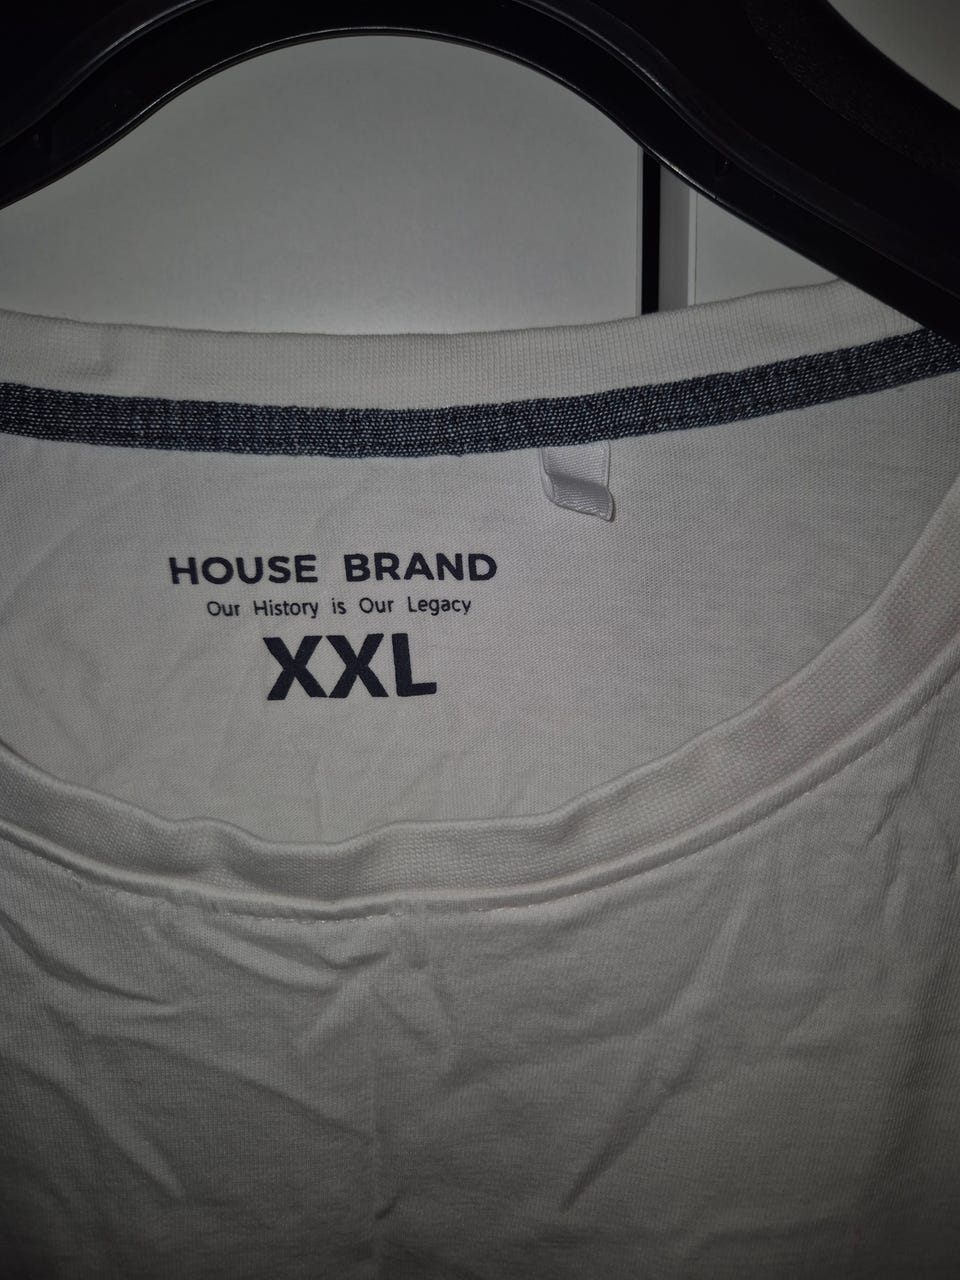 HOUSE BRAND
Our History is Our Legacy
XXL